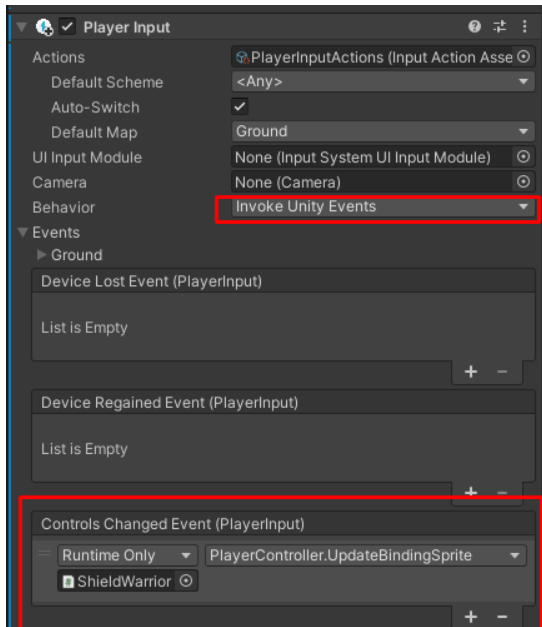 Player Input
Actions PlayerInputActions (Input Action Asse
Default Scheme <Any>
Auto-Switch
Default Map Ground
UI Input Module None (Input System UI Input Module)
Camera None (Camera)
Behavior Invoke Unity Events
Events
Ground
Device Lost Event (PlayerInput)
List is Empty
+ −
Device Regained Event (PlayerInput)
List is Empty
+ −
Controls Changed Event (PlayerInput)
Runtime Only PlayerController.UpdateBindingSprite
ShieldWarrior
+ −